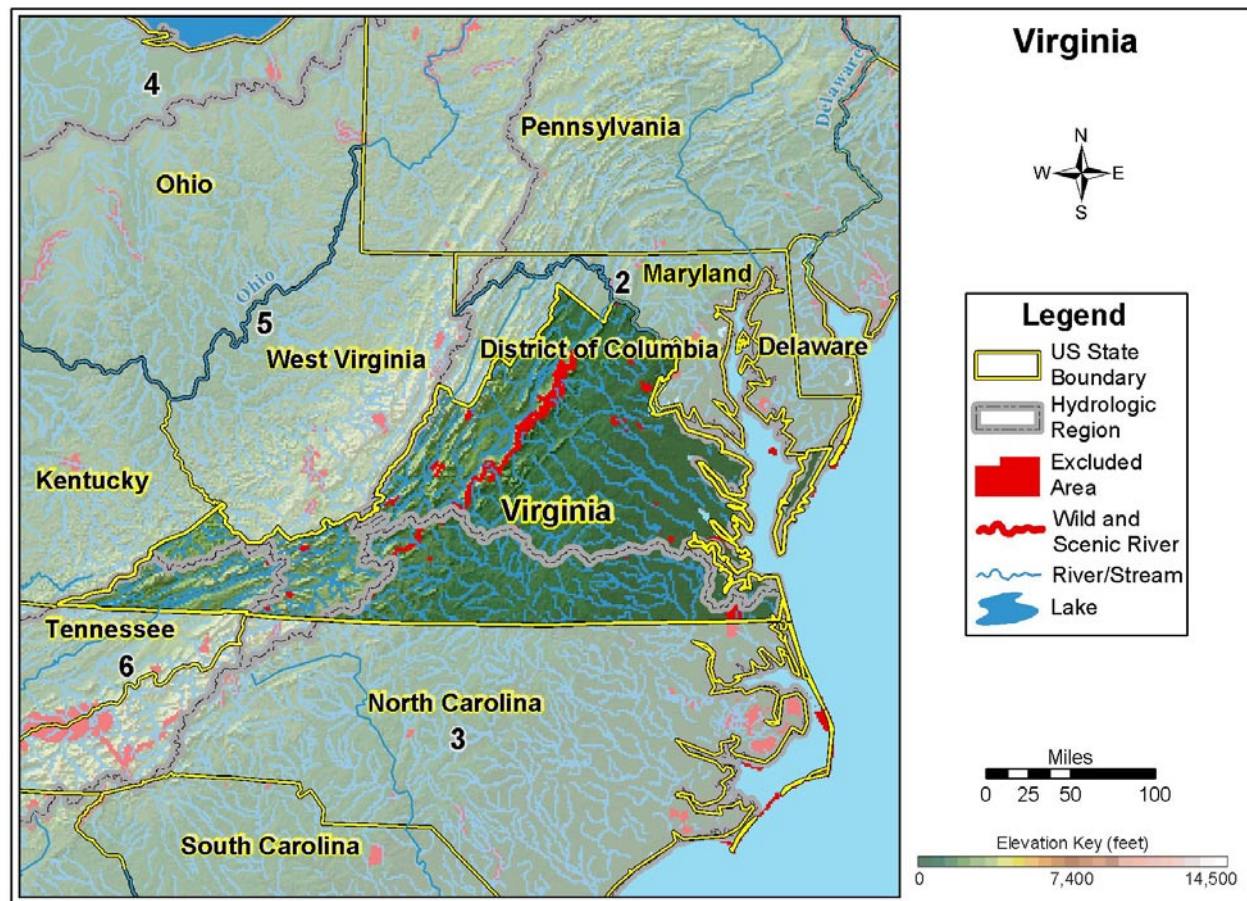 Virginia
N
W E
S
Legend
US State
Boundary
Hydrologic
Region
Excluded
Area
Wild and
Scenic River
River/Stream
Lake
Miles
0 25 50 100
Elevation Key (feet)
0 7,400 14,500
4
Pennsylvania
Delaware
Ohio
Ohio
5
2
Maryland
West Virginia
District of Columbia
Delaware
Kentucky
Virginia
Tennessee
6
North Carolina
3
South Carolina